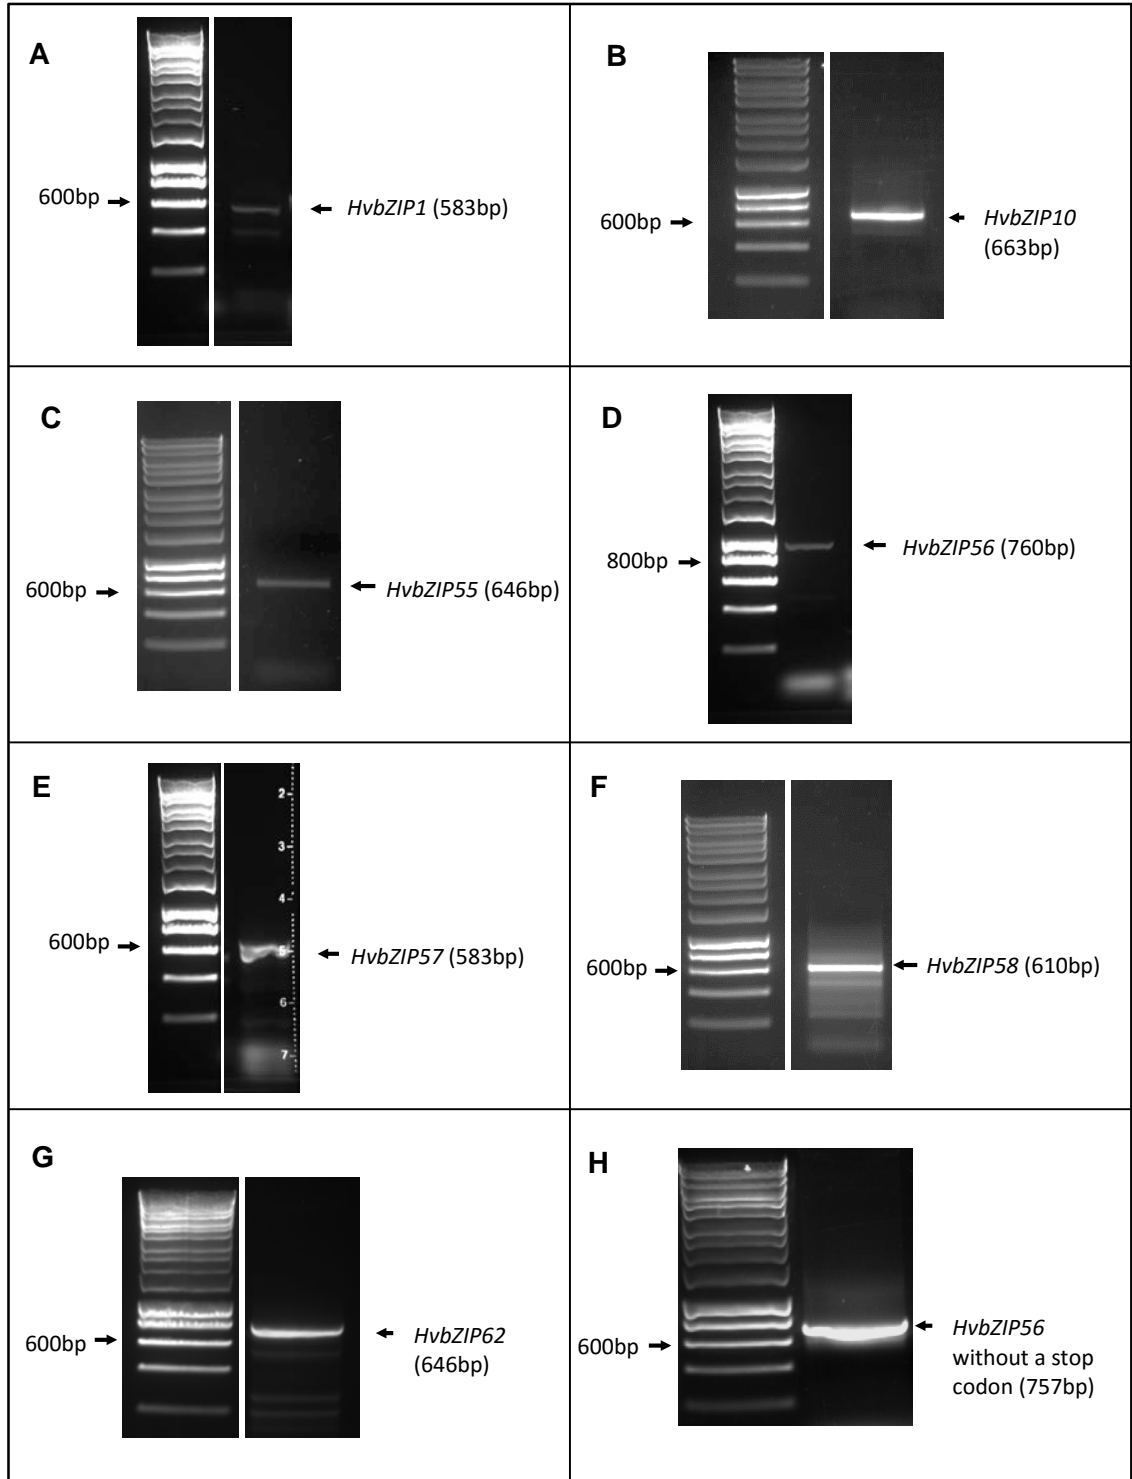 A
600bp
HvbZIP1 (583bp)
B
600bp
HvbZIP10
(663bp)
C
600bp
HvbZIP55 (646bp)
D
800bp
HvbZIP56 (760bp)
E
600bp
2
3
4
5
6
7
HvbZIP57 (583bp)
F
600bp
HvbZIP58 (610bp)
G
600bp
HvbZIP62
(646bp)
H
600bp
HvbZIP56
without a stop
codon (757bp)